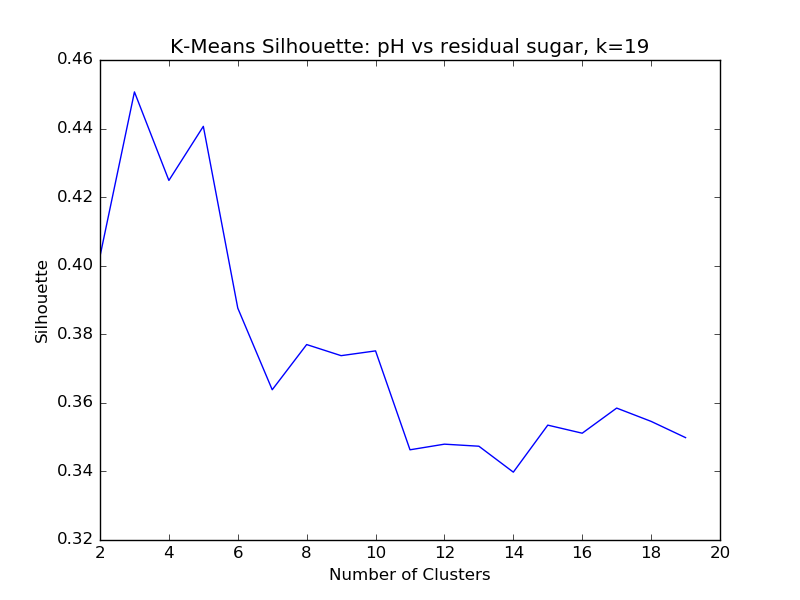 K-Means Silhouette: pH vs residual sugar, k=19
0.46
0.44
0.42
0.40
0.38
0.36
0.34
0.32
Silhouette
2 4 6 8 10 12 14 16 18 20
Number of Clusters